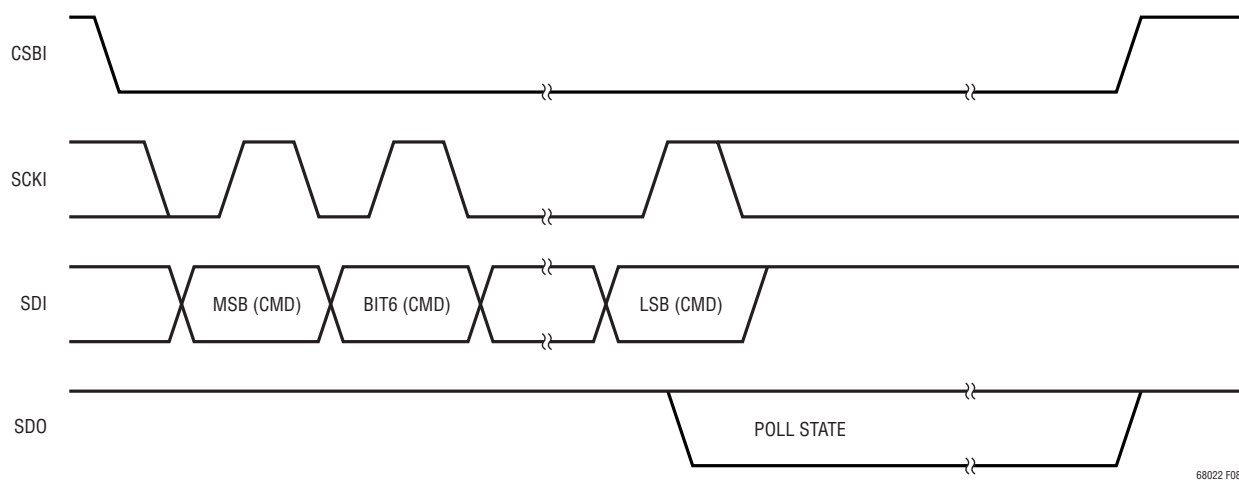 CSBI
SCKI
SDI
MSB (CMD)
BIT6 (CMD)
LSB (CMD)
SDO
POLL STATE
68022 F08